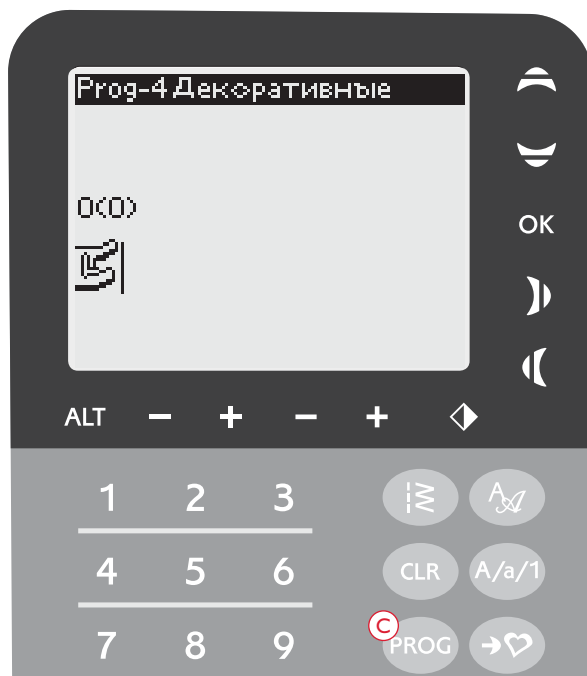 Prog-4 Декоративные
0(0)
OK
ALT - + - +
1 2 3
A A
4 5 6 CLR A/a/1
C
7 8 9 PROG